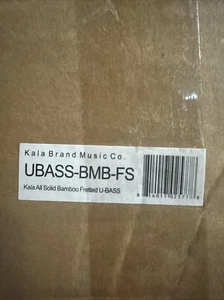 Kala Brand Music Co.
UBASS-BMB-FS
Kala All Solid Bamboo Fretted U-BASS